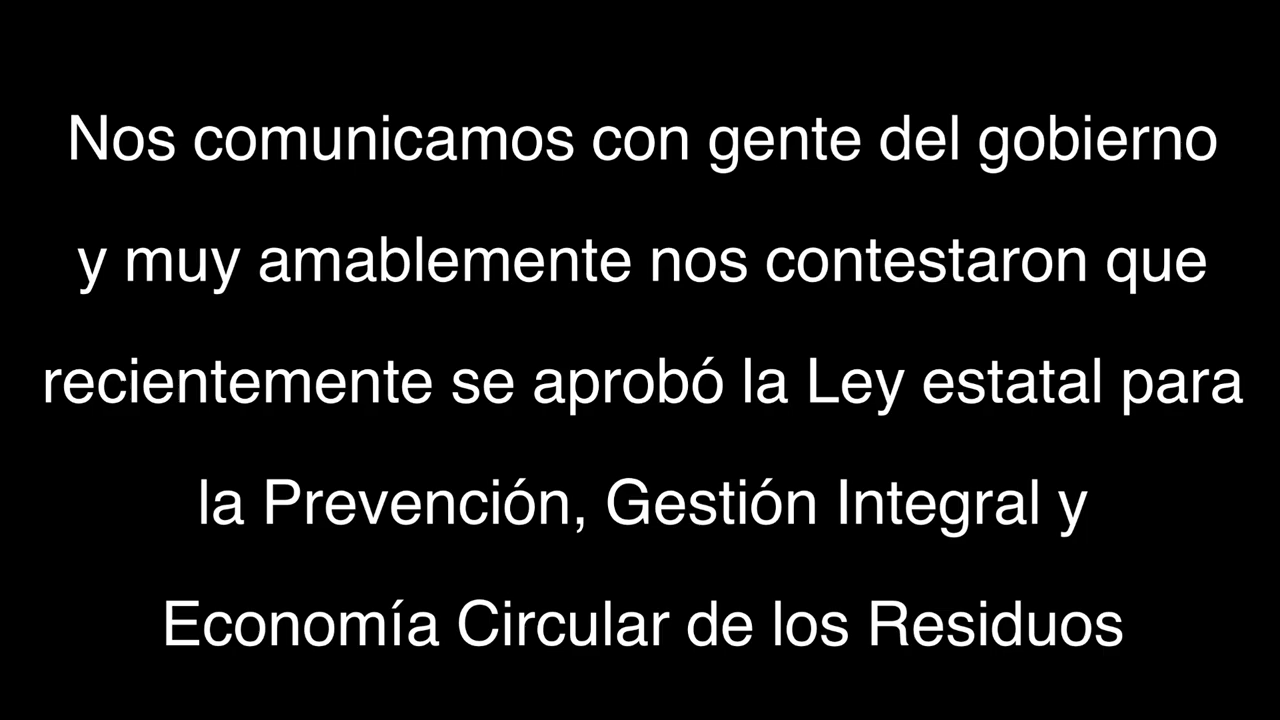 Nos comunicamos con gente del gobierno
y muy amablemente nos contestaron que
recientemente se aprobó la Ley estatal para
la Prevención, Gestión Integral y
Economía Circular de los Residuos